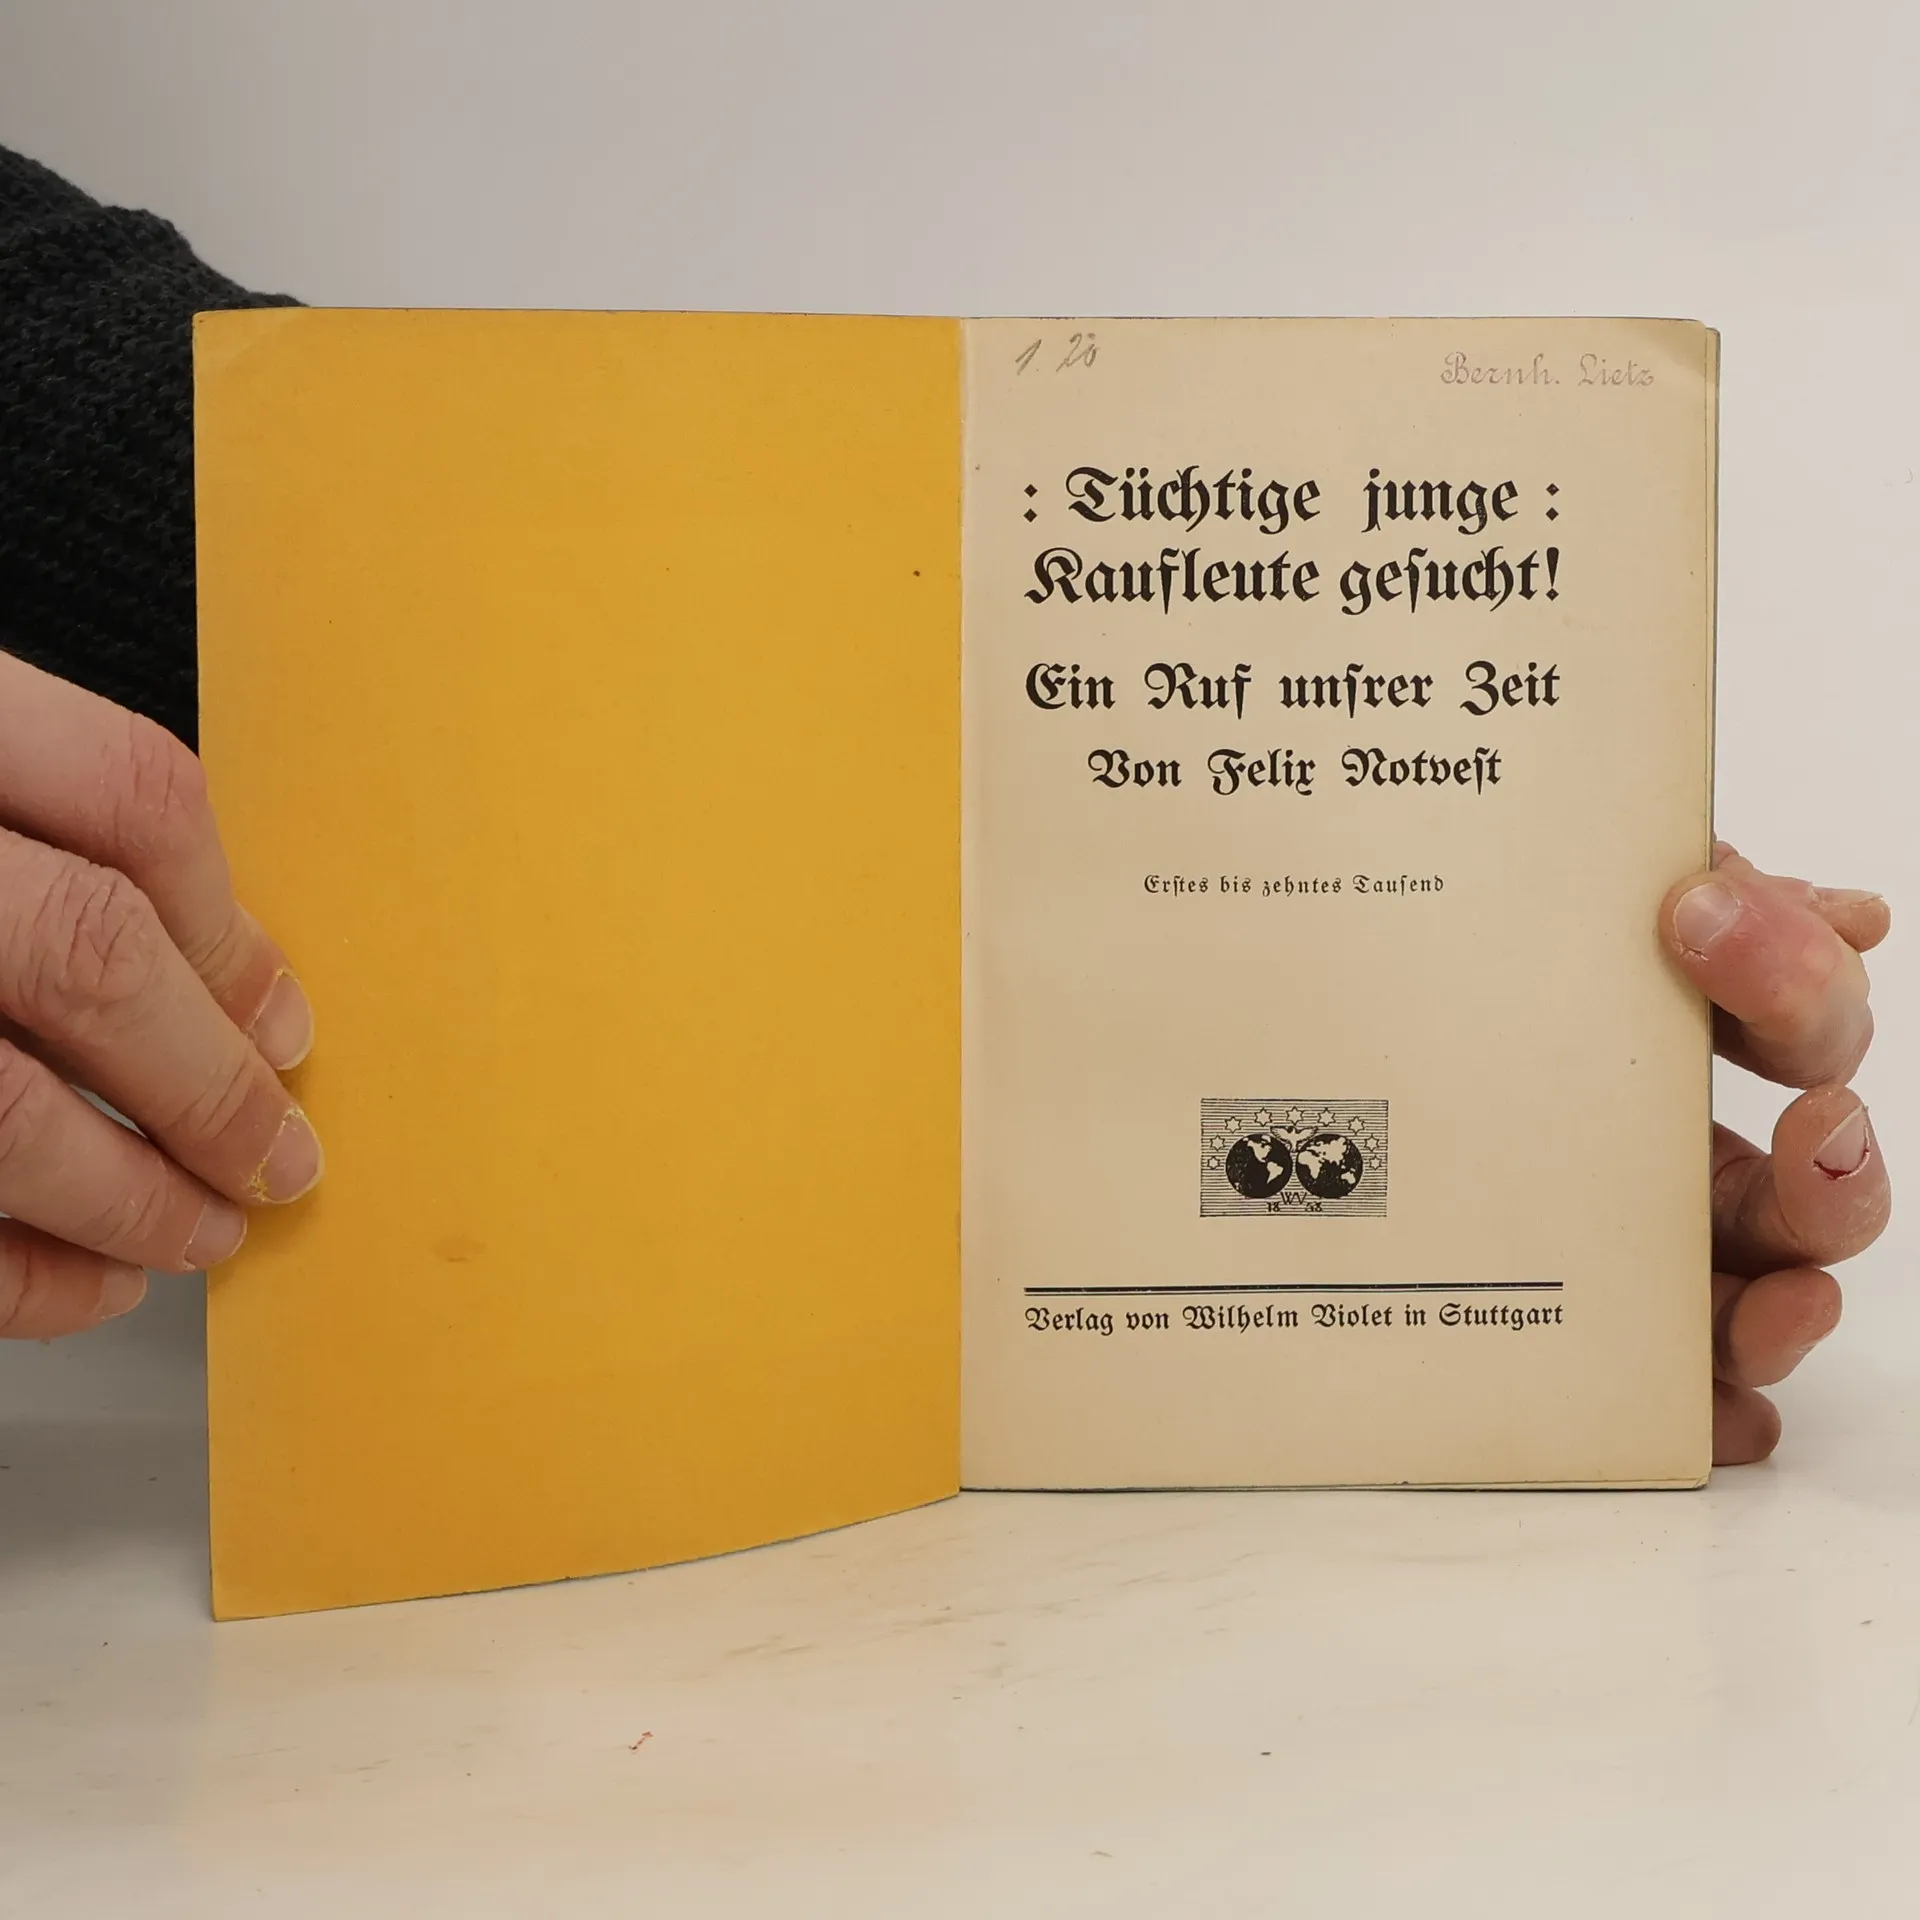 1.20
Bernh. Lietz
: Tüchtige junge :
Kaufleute geſucht!
Ein Ruf unſrer Zeit
Von Felix Notveſt
Erſtes bis zehntes Tauſend
WV
18 58
Verlag von Wilhelm Violet in Stuttgart